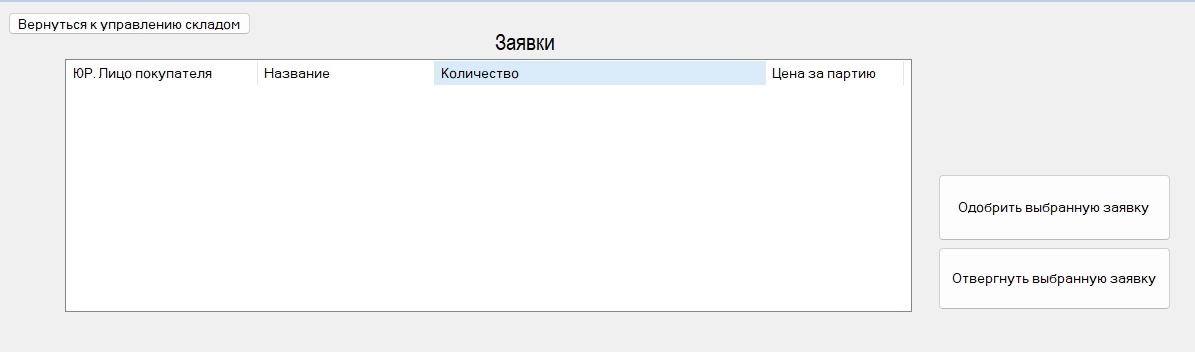 Вернуться к управлению складом
Заявки
ЮР. Лицо покупателя Название Количество Цена за партию
Одобрить выбранную заявку
Отвергнуть выбранную заявку